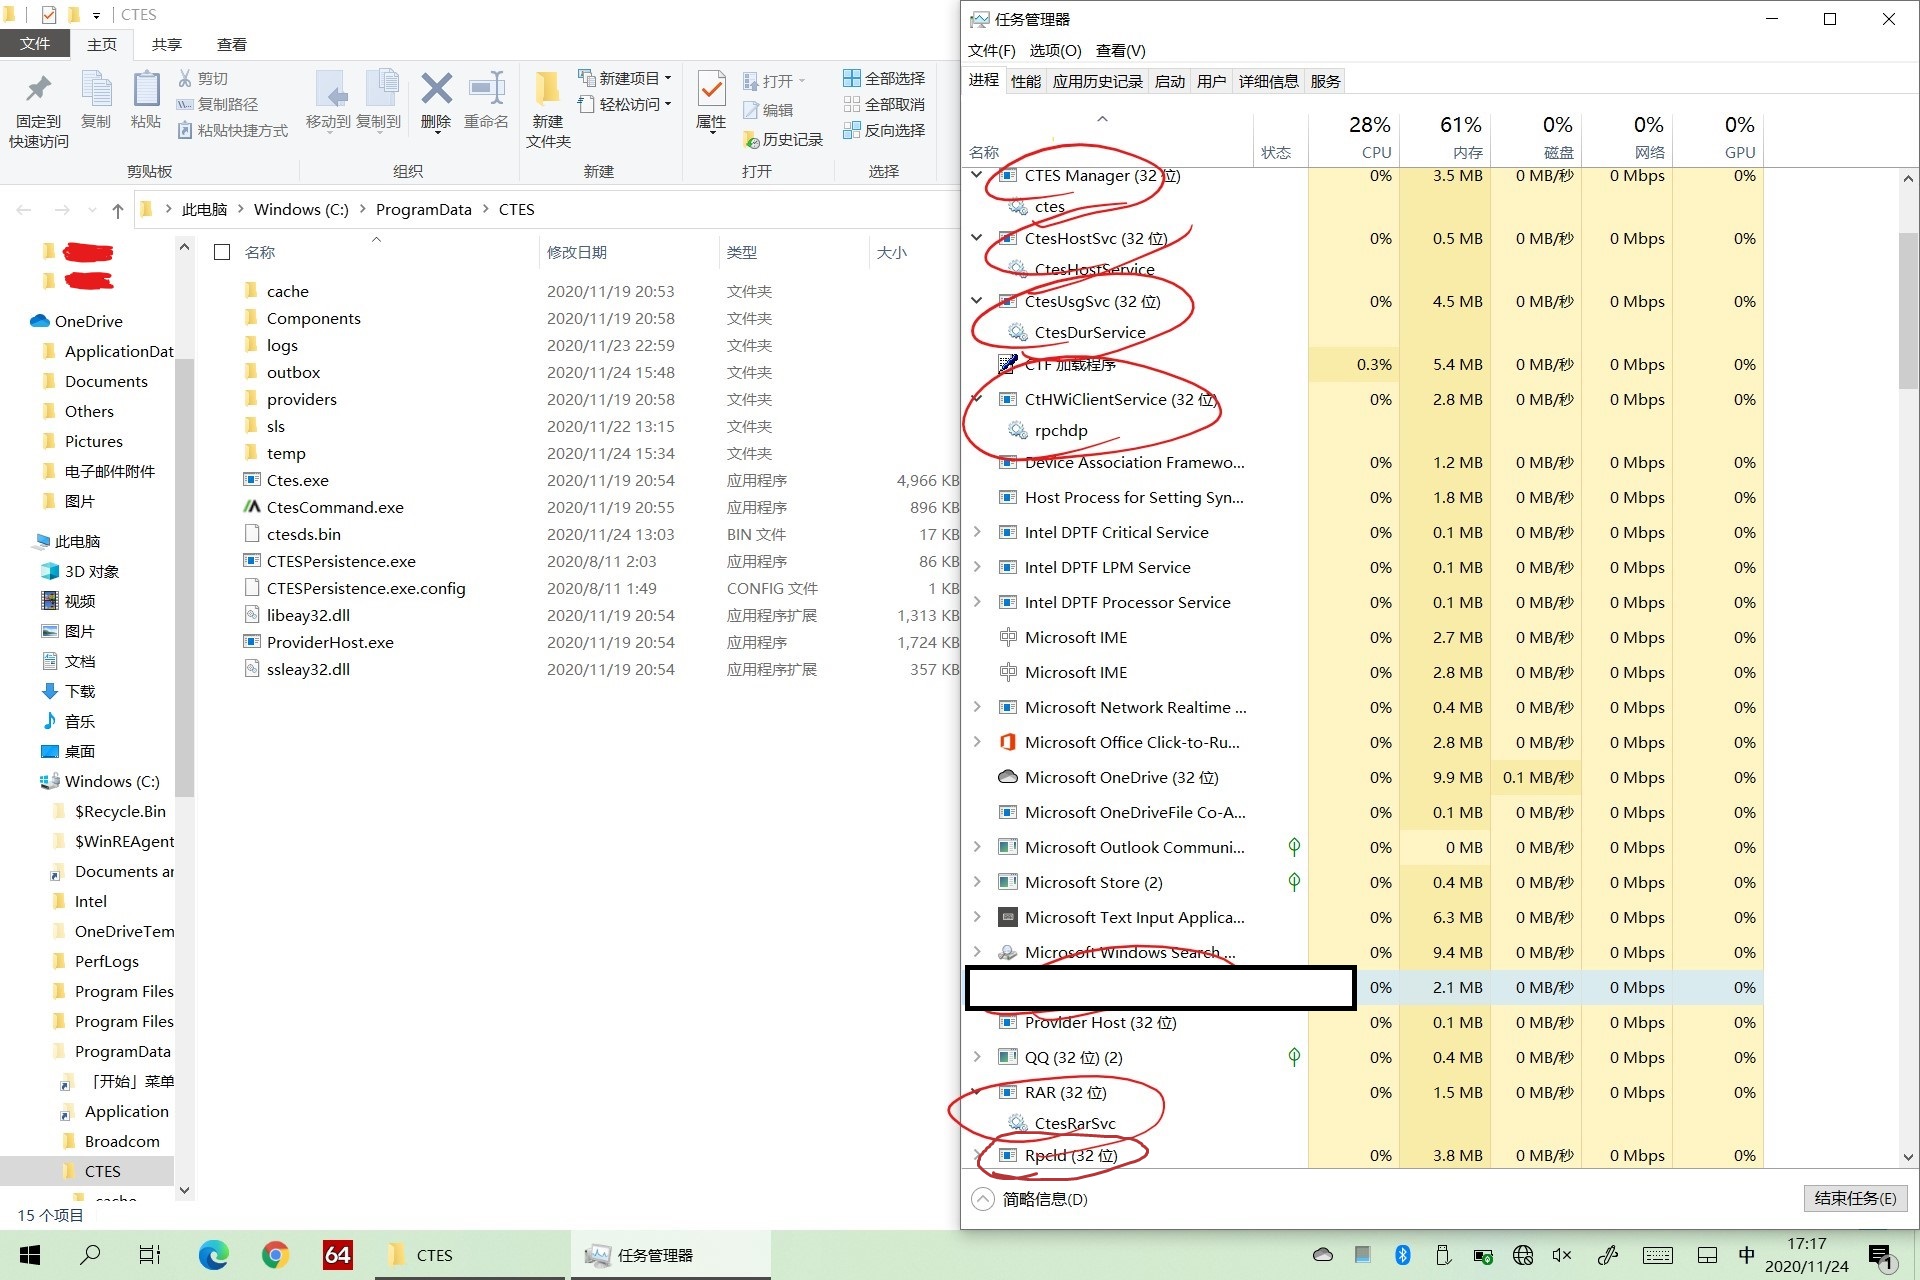 CTES
文件 主页 共享 查看
固定到
快速访问
复制
粘贴
剪切
复制路径
粘贴快捷方式
剪贴板
移动到
复制到
删除
重命名
组织
新建
文件夹
新建项目
轻松访问
新建
属性
打开
编辑
历史记录
打开
全部选择
全部取消
反向选择
选择
此电脑 > Windows (C:) > ProgramData > CTES
OneDrive
ApplicationDat
Documents
Others
Pictures
电子邮件附件
图片
此电脑
3D 对象
视频
图片
文档
下载
音乐
桌面
Windows (C:)
$Recycle.Bin
$WinREAgent
Documents ar
Intel
OneDriveTem
PerfLogs
Program Files
Program Files
ProgramData
「开始」菜单
Application
Broadcom
CTES
cache
15 个项目
名称 修改日期 类型 大小
cache 2020/11/19 20:53 文件夹
Components 2020/11/19 20:58 文件夹
logs 2020/11/23 22:59 文件夹
outbox 2020/11/24 15:48 文件夹
providers 2020/11/19 20:58 文件夹
sls 2020/11/22 13:15 文件夹
temp 2020/11/24 15:34 文件夹
Ctes.exe 2020/11/19 20:54 应用程序 4,966 KB
CtesCommand.exe 2020/11/19 20:55 应用程序 896 KB
ctesds.bin 2020/11/24 13:03 BIN 文件 17 KB
CTESPersistence.exe 2020/8/11 2:03 应用程序 86 KB
CTESPersistence.exe.config 2020/8/11 1:49 CONFIG 文件 1 KB
libeay32.dll 2020/11/19 20:54 应用程序扩展 1,313 KB
ProviderHost.exe 2020/11/19 20:54 应用程序 1,724 KB
ssleay32.dll 2020/11/19 20:54 应用程序扩展 357 KB
任务管理器
文件(F) 选项(O) 查看(V)
进程 性能 应用历史记录 启动 用户 详细信息 服务
28% 61% 0% 0% 0%
名称 状态 CPU 内存 磁盘 网络 GPU
CTES Manager (32 位) 0% 3.5 MB 0 MB/秒 0 Mbps 0%
ctes
CtesHostSvc (32 位) 0% 0.5 MB 0 MB/秒 0 Mbps 0%
CtesHostService
CtesUsgSvc (32 位) 0% 4.5 MB 0 MB/秒 0 Mbps 0%
CtesDurService
CTF 加载程序 0.3% 5.4 MB 0 MB/秒 0 Mbps 0%
CtHWiClientService (32 位) 0% 2.8 MB 0 MB/秒 0 Mbps 0%
rpchdp
Device Association Framewo... 0% 1.2 MB 0 MB/秒 0 Mbps 0%
Host Process for Setting Syn... 0% 1.8 MB 0 MB/秒 0 Mbps 0%
Intel DPTF Critical Service 0% 0.1 MB 0 MB/秒 0 Mbps 0%
Intel DPTF LPM Service 0% 0.1 MB 0 MB/秒 0 Mbps 0%
Intel DPTF Processor Service 0% 0.1 MB 0 MB/秒 0 Mbps 0%
Microsoft IME 0% 2.7 MB 0 MB/秒 0 Mbps 0%
Microsoft IME 0% 2.8 MB 0 MB/秒 0 Mbps 0%
Microsoft Network Realtime ... 0% 0.4 MB 0 MB/秒 0 Mbps 0%
Microsoft Office Click-to-Ru... 0% 2.8 MB 0 MB/秒 0 Mbps 0%
Microsoft OneDrive (32 位) 0% 9.9 MB 0.1 MB/秒 0 Mbps 0%
Microsoft OneDriveFile Co-A... 0% 0.1 MB 0 MB/秒 0 Mbps 0%
Microsoft Outlook Communi... 0% 0 MB 0 MB/秒 0 Mbps 0%
Microsoft Store (2) 0% 0.4 MB 0 MB/秒 0 Mbps 0%
Microsoft Text Input Applica... 0% 6.3 MB 0 MB/秒 0 Mbps 0%
Microsoft Windows Search ... 0% 9.4 MB 0 MB/秒 0 Mbps 0%
0% 2.1 MB 0 MB/秒 0 Mbps 0%
Provider Host (32 位) 0% 0.1 MB 0 MB/秒 0 Mbps 0%
QQ (32 位) (2) 0% 0.4 MB 0 MB/秒 0 Mbps 0%
RAR (32 位) 0% 1.5 MB 0 MB/秒 0 Mbps 0%
CtesRarSvc
Rpcld (32 位) 0% 3.8 MB 0 MB/秒 0 Mbps 0%
简略信息(D)
结束任务(E)
64
CTES
任务管理器
中
17:17
2020/11/24
1